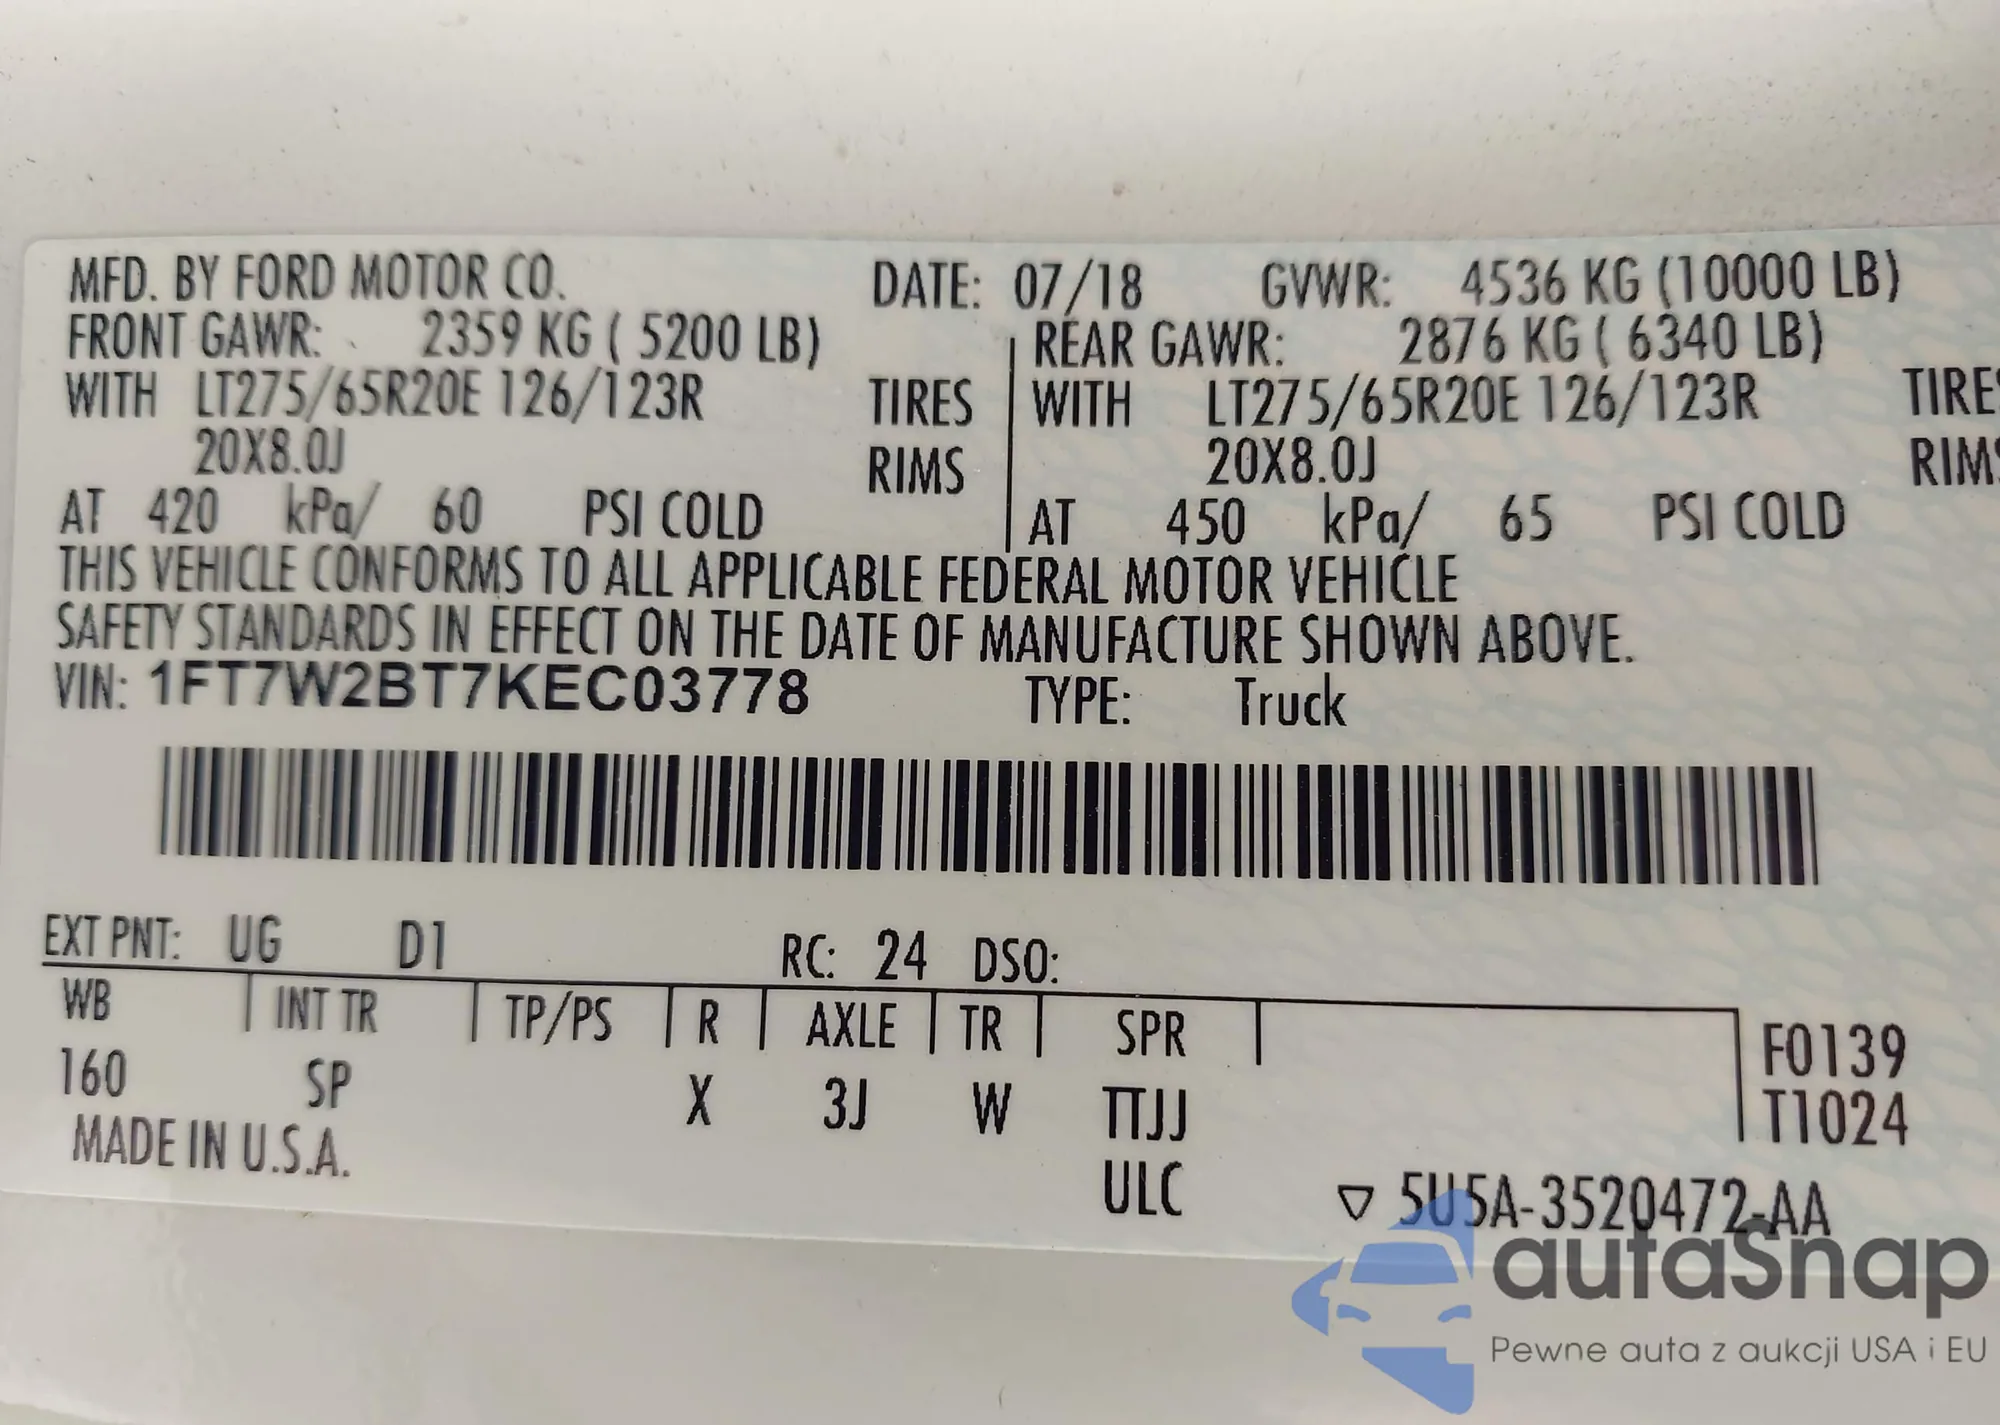 MFD. BY FORD MOTOR CO. DATE: 07/18 GVWR: 4536 KG (10000 LB)
FRONT GAWR: 2359 KG ( 5200 LB) REAR GAWR: 2876 KG ( 6340 LB)
WITH LT275/65R20E 126/123R TIRES WITH LT275/65R20E 126/123R TIRES
20X8.0J RIMS 20X8.0J RIMS
AT 420 kPa/ 60 PSI COLD AT 450 kPa/ 65 PSI COLD
THIS VEHICLE CONFORMS TO ALL APPLICABLE FEDERAL MOTOR VEHICLE
SAFETY STANDARDS IN EFFECT ON THE DATE OF MANUFACTURE SHOWN ABOVE.
VIN: 1FT7W2BT7KEC03778 TYPE: Truck
EXT PNT: UG D1 RC: 24 DSO:
WB INT TR TP/PS R AXLE TR SPR F0139
160 SP X 3J W TTJJ T1024
MADE IN U.S.A. ULC
▽ 5U5A-3520472-AA
autaSnap
Pewne auta z aukcji USA i EU